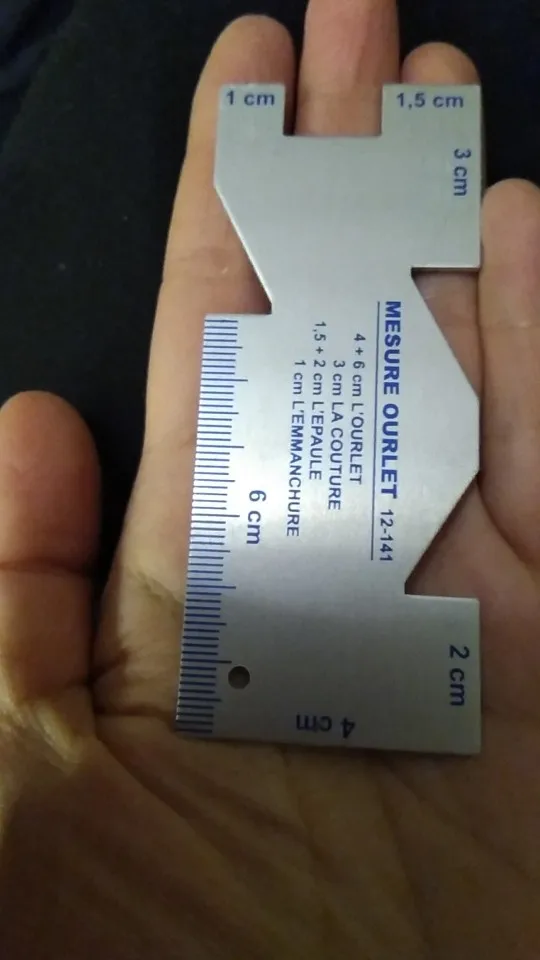 1 cm
1,5 cm
3 cm
MESURE OURLET 12-141
4 + 6 cm L'OURLET
3 cm LA COUTURE
1,5 + 2 cm L'EPAULE
1 cm L'EMMANCHURE
6 cm
2 cm
4 cm